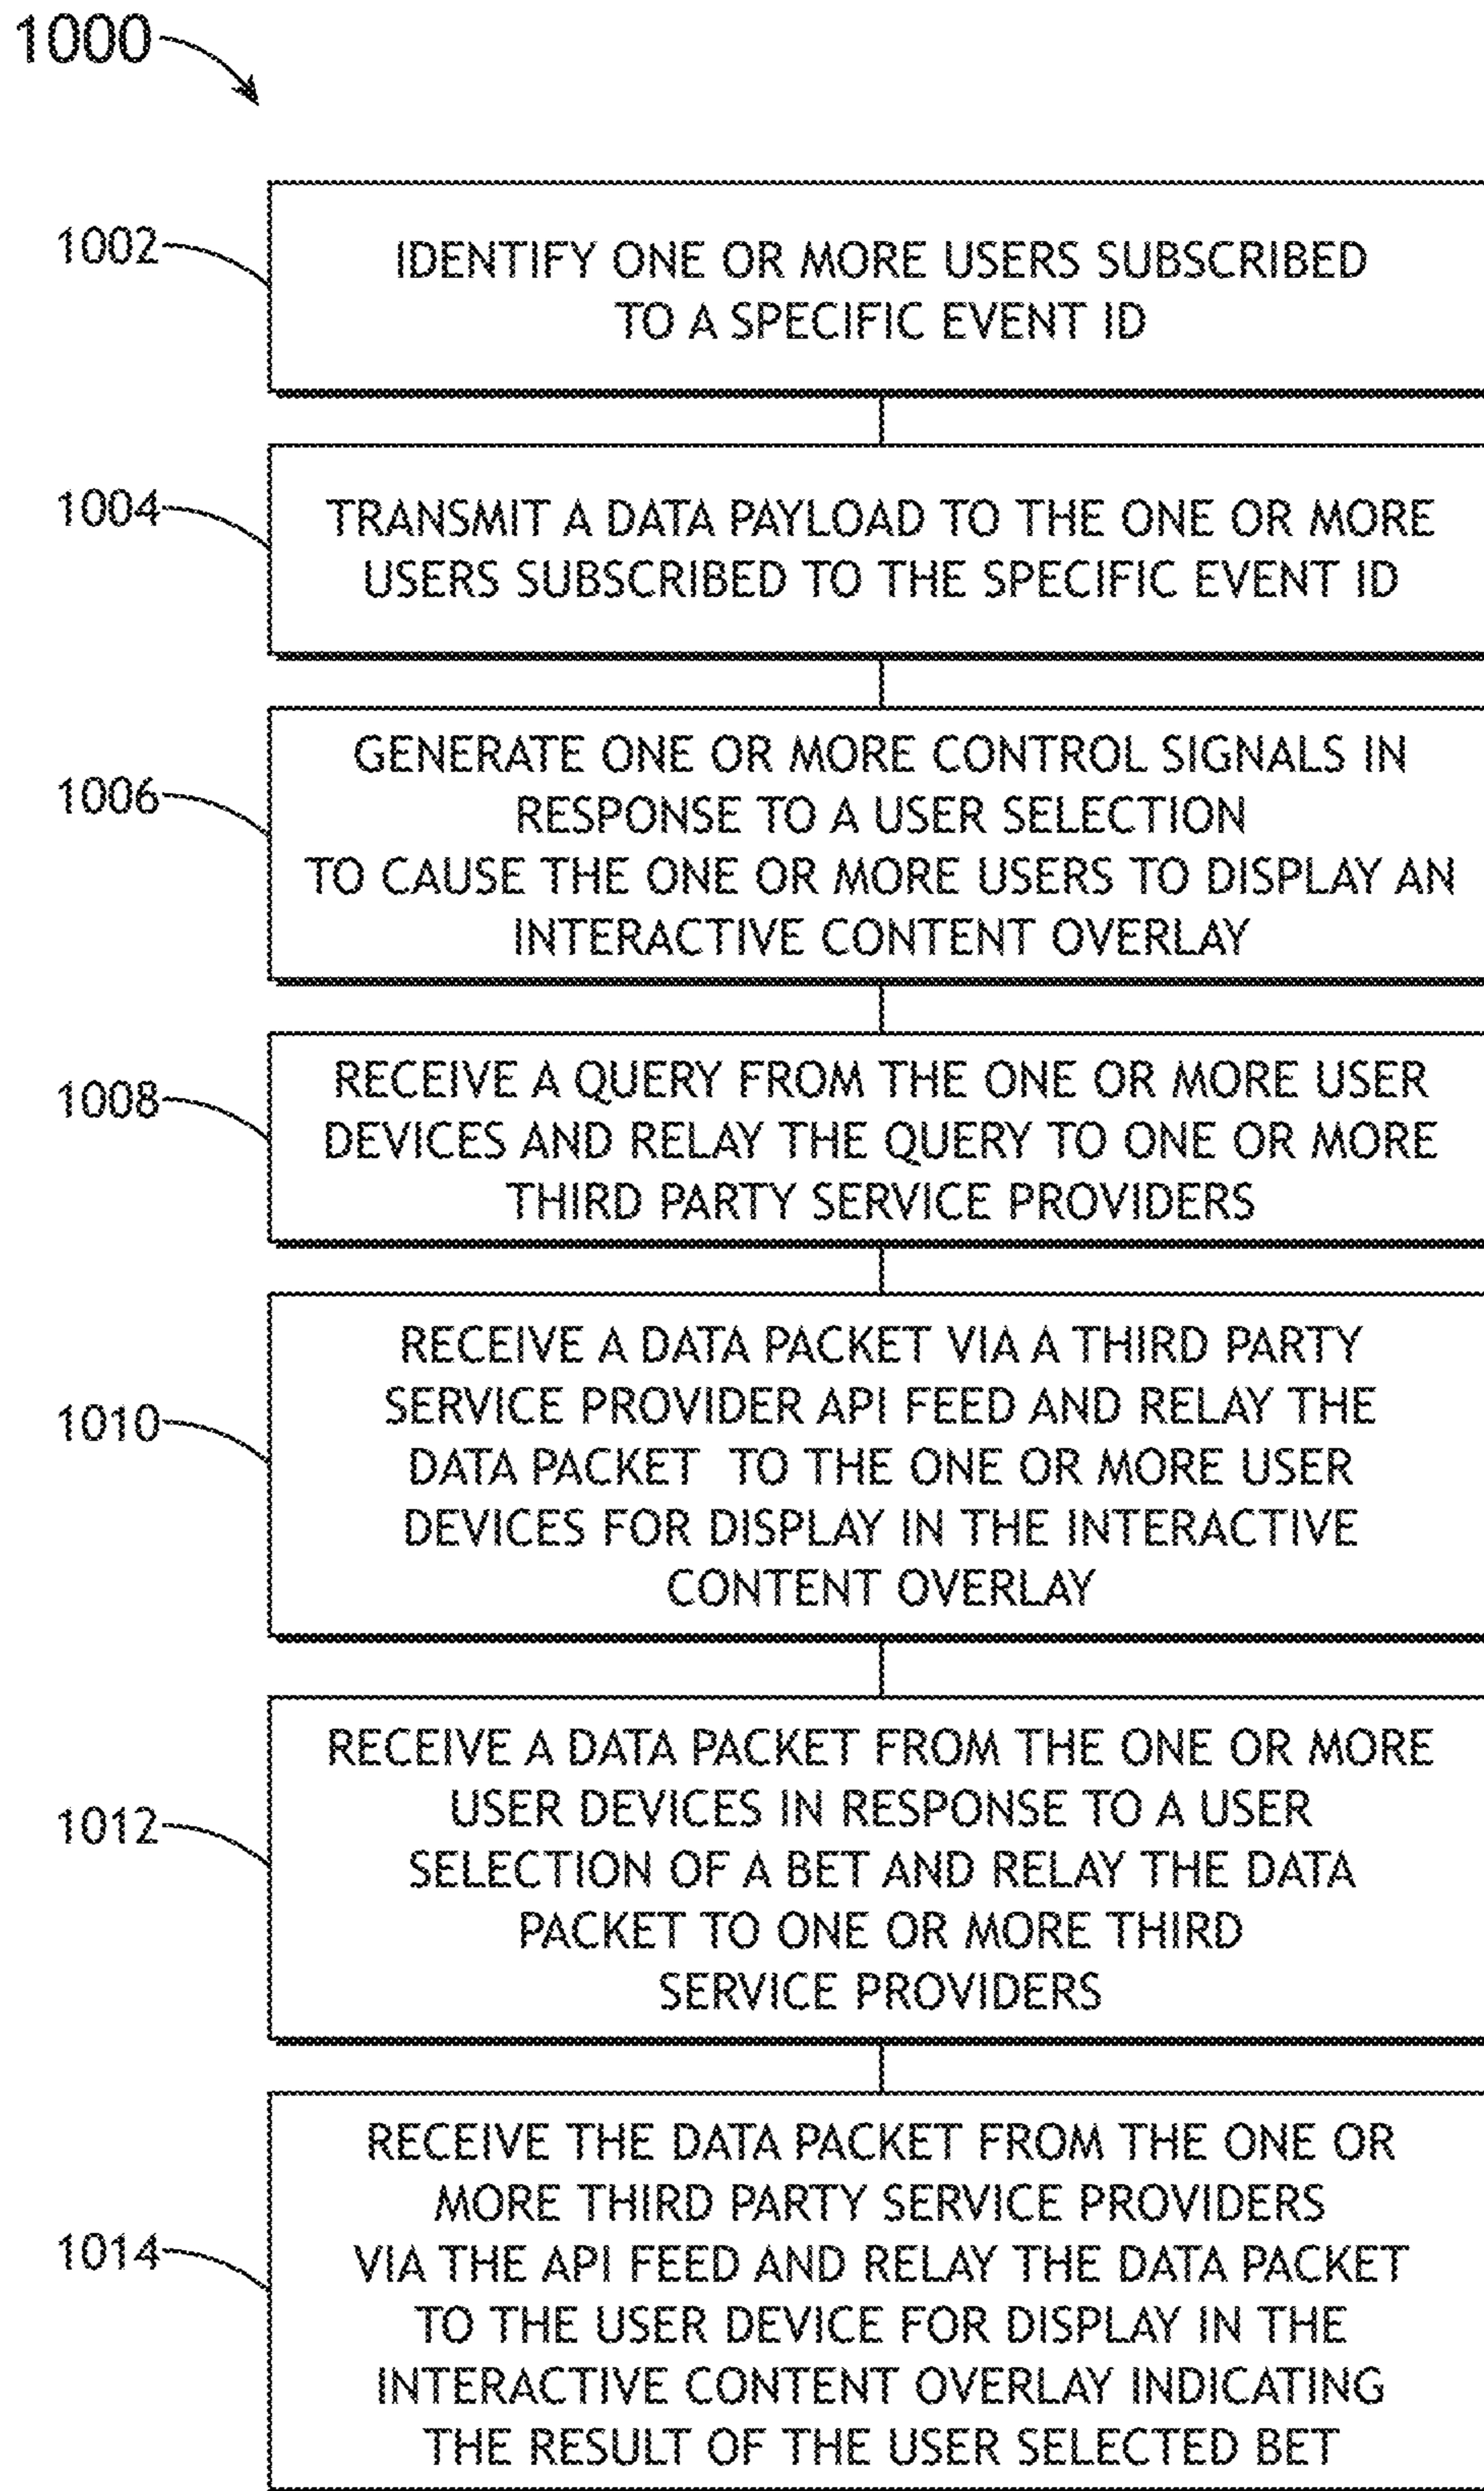 1000
1002
IDENTIFY ONE OR MORE USERS SUBSCRIBED
TO A SPECIFIC EVENT ID
1004
TRANSMIT A DATA PAYLOAD TO THE ONE OR MORE
USERS SUBSCRIBED TO THE SPECIFIC EVENT ID
1006
GENERATE ONE OR MORE CONTROL SIGNALS IN
RESPONSE TO A USER SELECTION
TO CAUSE THE ONE OR MORE USERS TO DISPLAY AN
INTERACTIVE CONTENT OVERLAY
1008
RECEIVE A QUERY FROM THE ONE OR MORE USER
DEVICES AND RELAY THE QUERY TO ONE OR MORE
THIRD PARTY SERVICE PROVIDERS
1010
RECEIVE A DATA PACKET VIA A THIRD PARTY
SERVICE PROVIDER API FEED AND RELAY THE
DATA PACKET TO THE ONE OR MORE USER
DEVICES FOR DISPLAY IN THE INTERACTIVE
CONTENT OVERLAY
1012
RECEIVE A DATA PACKET FROM THE ONE OR MORE
USER DEVICES IN RESPONSE TO A USER
SELECTION OF A BET AND RELAY THE DATA
PACKET TO ONE OR MORE THIRD
SERVICE PROVIDERS
1014
RECEIVE THE DATA PACKET FROM THE ONE OR
MORE THIRD PARTY SERVICE PROVIDERS
VIA THE API FEED AND RELAY THE DATA PACKET
TO THE USER DEVICE FOR DISPLAY IN THE
INTERACTIVE CONTENT OVERLAY INDICATING
THE RESULT OF THE USER SELECTED BET